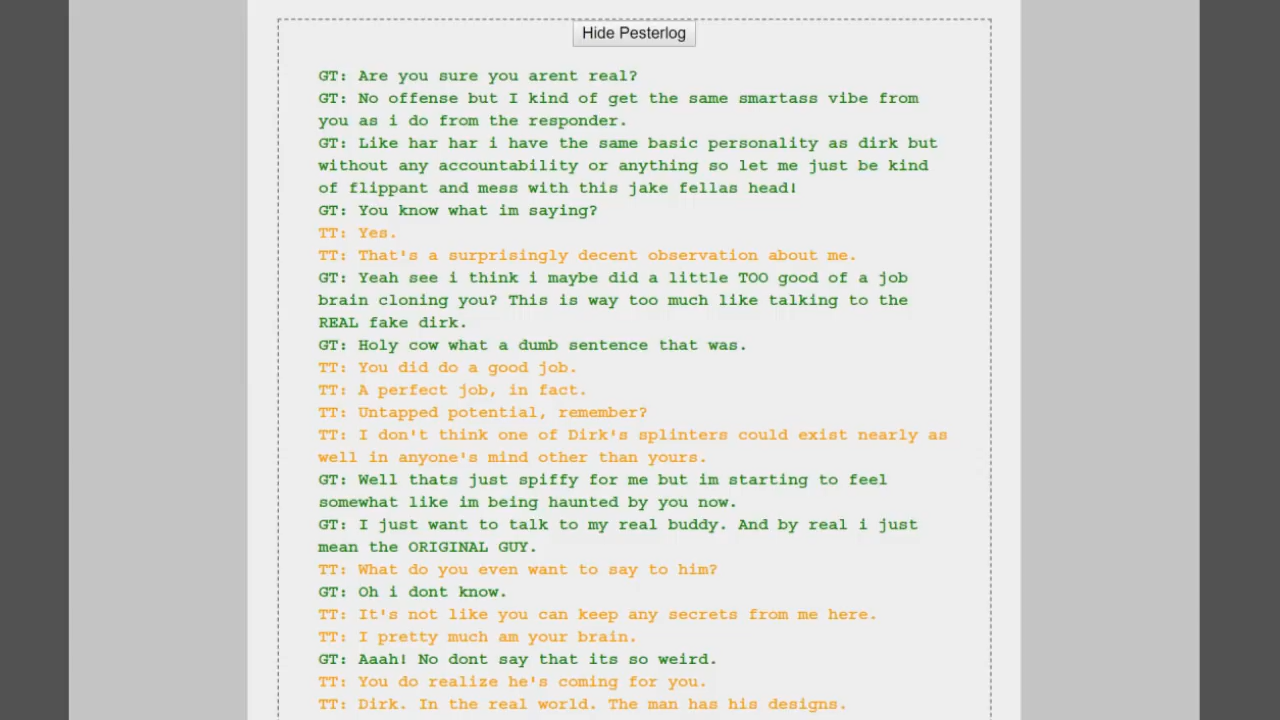 Hide Pesterlog
GT: Are you sure you arent real?
GT: No offense but I kind of get the same smartass vibe from
you as i do from the responder.
GT: Like har har i have the same basic personality as dirk but
without any accountability or anything so let me just be kind
of flippant and mess with this jake fellas head!
GT: You know what im saying?
TT: Yes.
TT: That's a surprisingly decent observation about me.
GT: Yeah see i think i maybe did a little TOO good of a job
brain cloning you? This is way too much like talking to the
REAL fake dirk.
GT: Holy cow what a dumb sentence that was.
TT: You did do a good job.
TT: A perfect job, in fact.
TT: Untapped potential, remember?
TT: I don't think one of Dirk's splinters could exist nearly as
well in anyone's mind other than yours.
GT: Well thats just spiffy for me but im starting to feel
somewhat like im being haunted by you now.
GT: I just want to talk to my real buddy. And by real i just
mean the ORIGINAL GUY.
TT: What do you even want to say to him?
GT: Oh i dont know.
TT: It's not like you can keep any secrets from me here.
TT: I pretty much am your brain.
GT: Aaah! No dont say that its so weird.
TT: You do realize he's coming for you.
TT: Dirk. In the real world. The man has his designs.